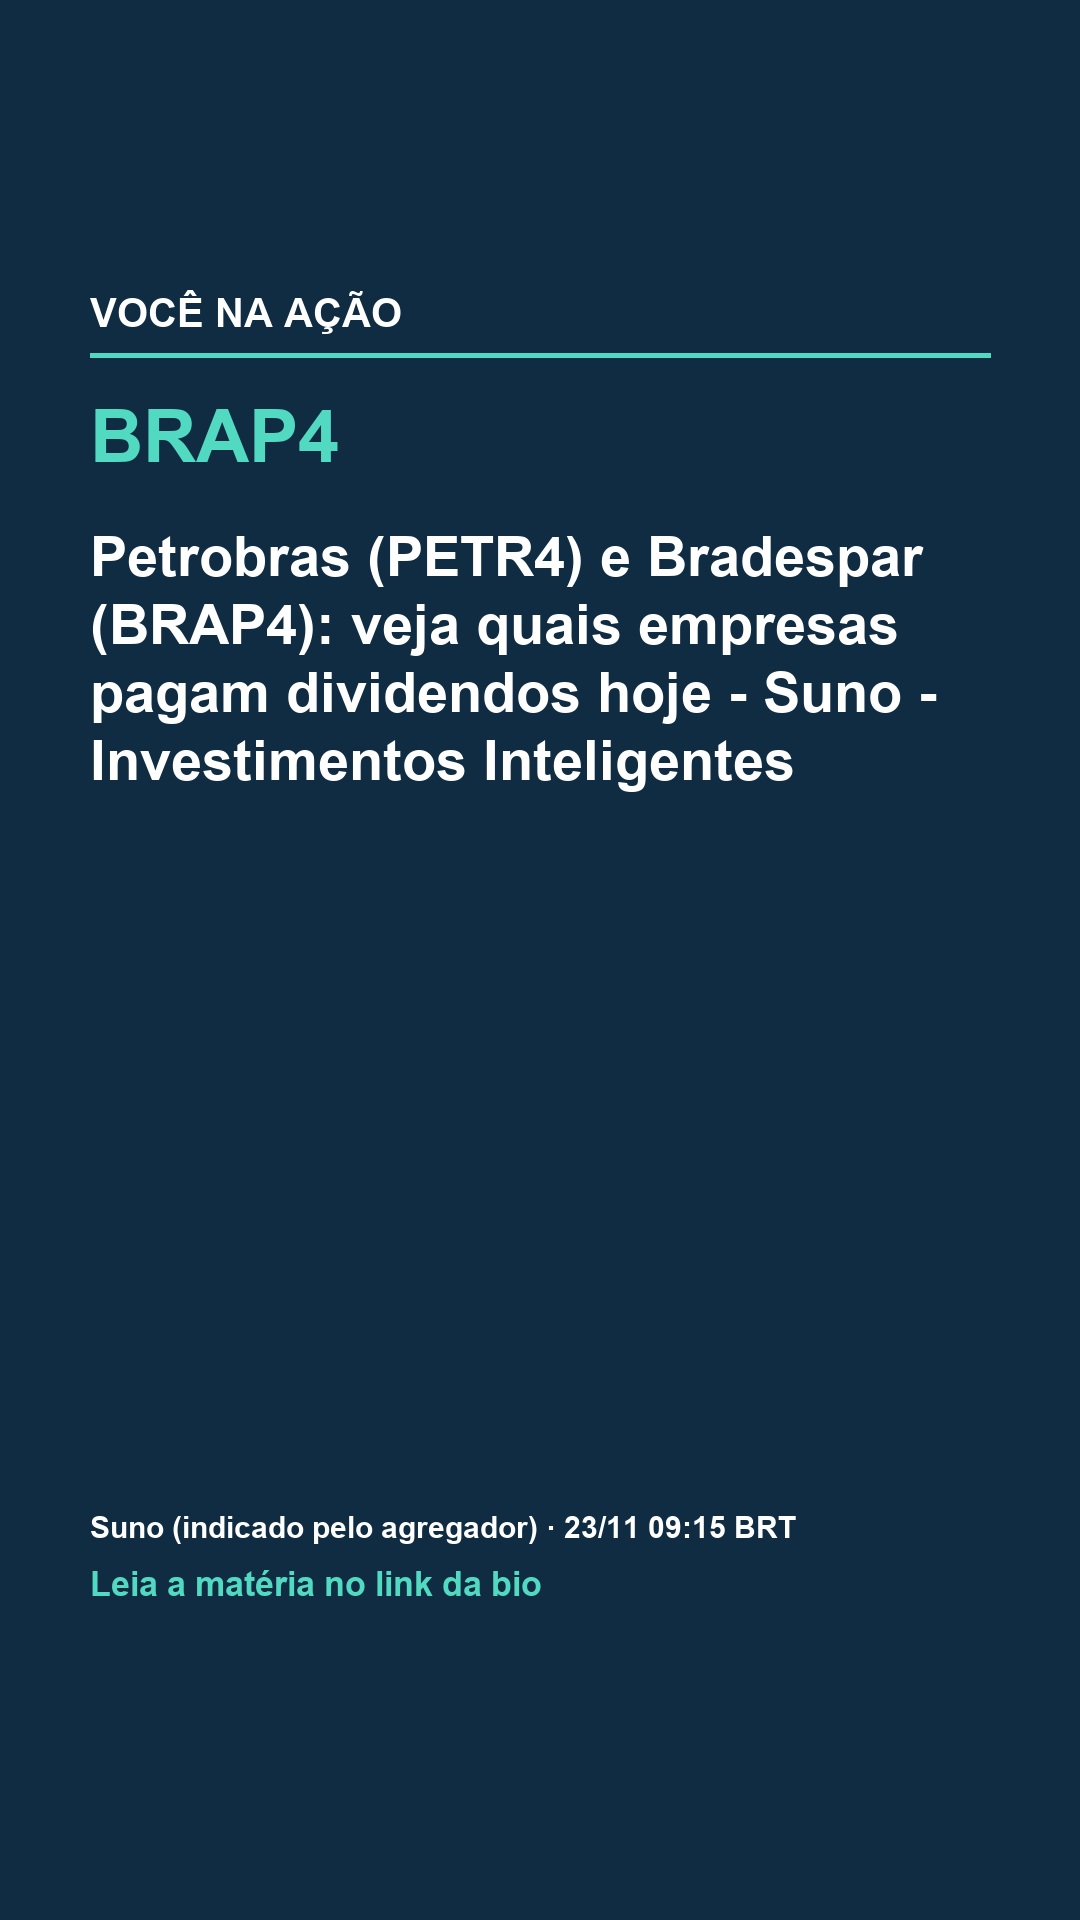 VOCÊ NA AÇÃO
BRAP4
Petrobras (PETR4) e Bradespar
(BRAP4): veja quais empresas
pagam dividendos hoje - Suno -
Investimentos Inteligentes
Suno (indicado pelo agregador) · 23/11 09:15 BRT
Leia a matéria no link da bio